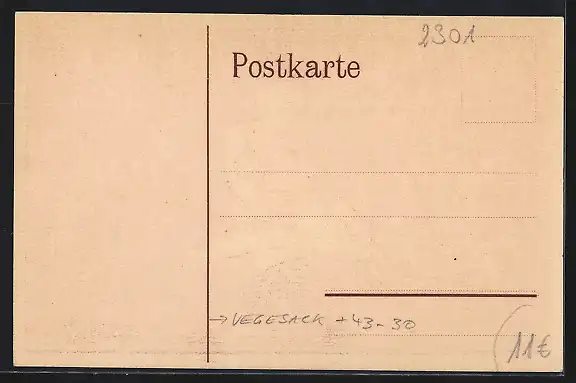 2301
Postkarte
→ VEGESACK +43-30
11€